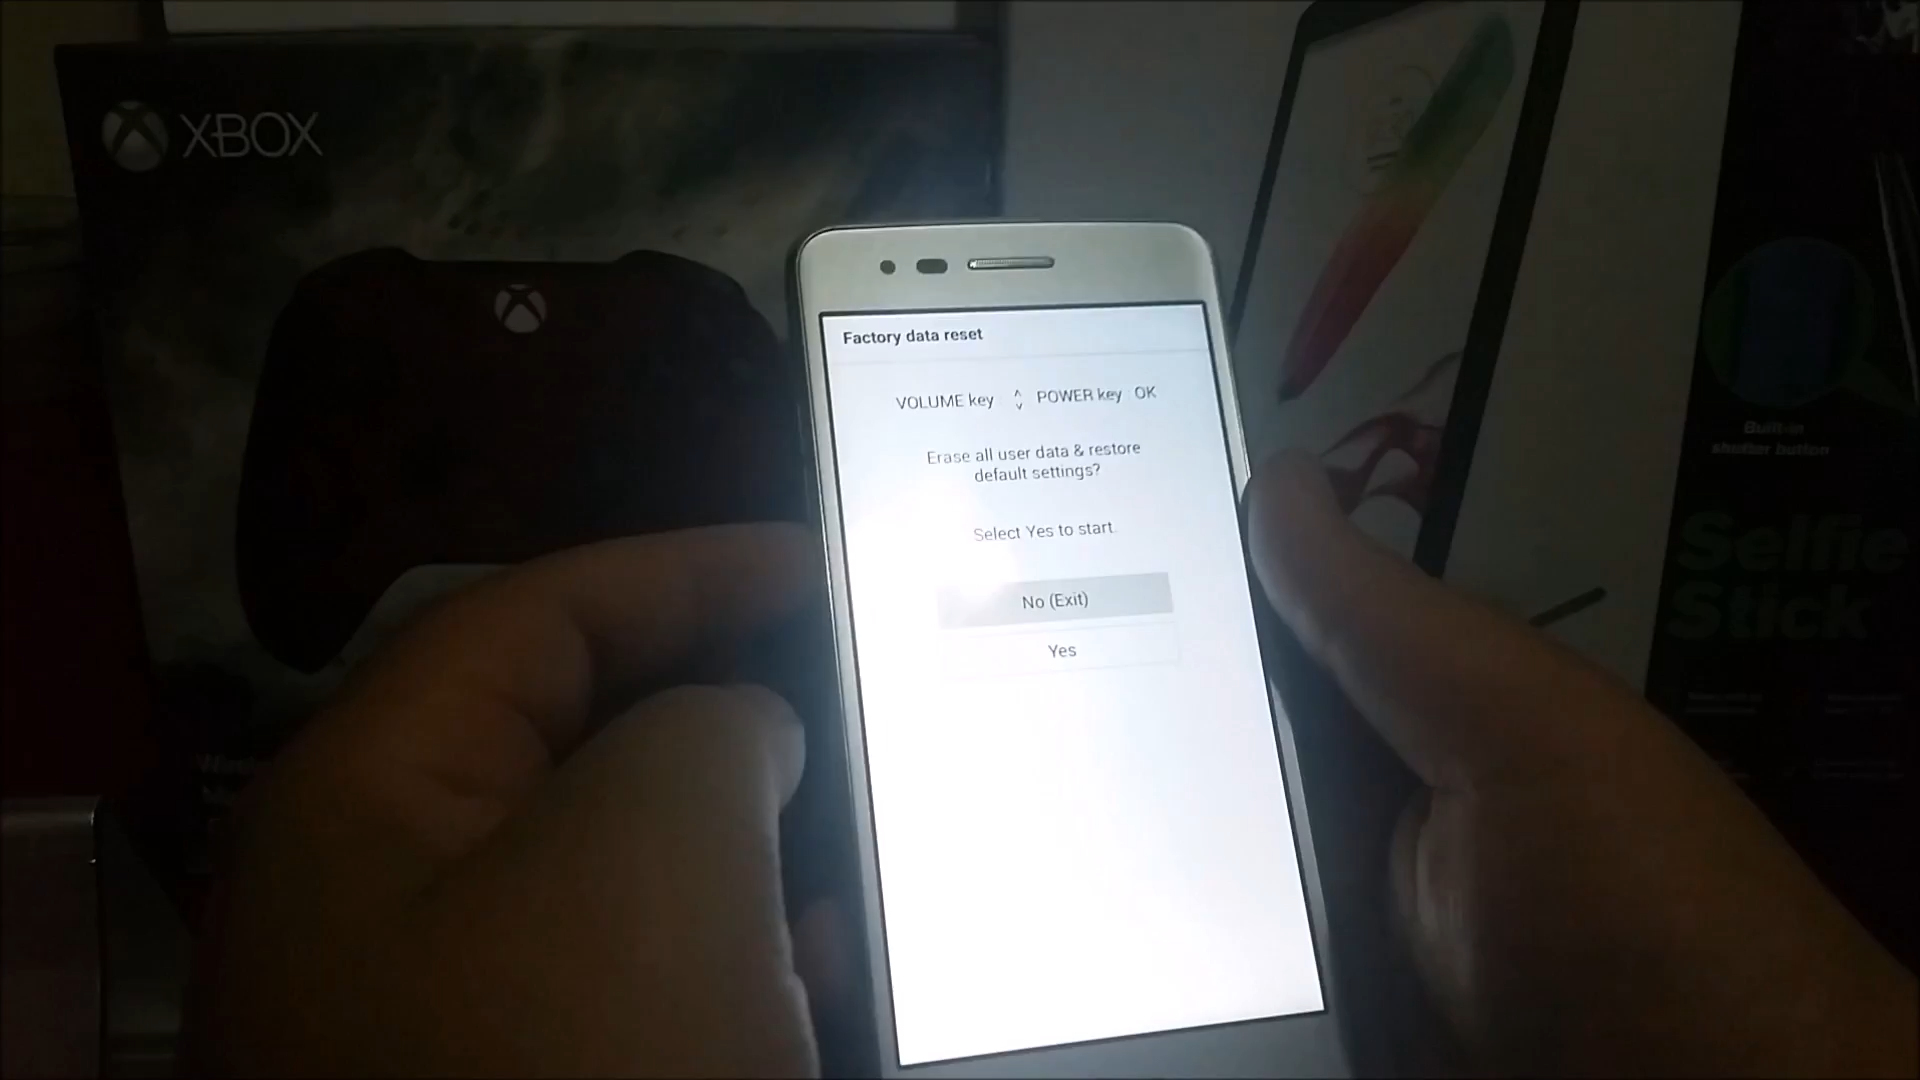 XBOX
Factory data reset
VOLUME key POWER key OK
Erase all user data & restore
default settings?
Select Yes to start.
No (Exit)
Yes
Built-in
shutter button
Selfie
Stick